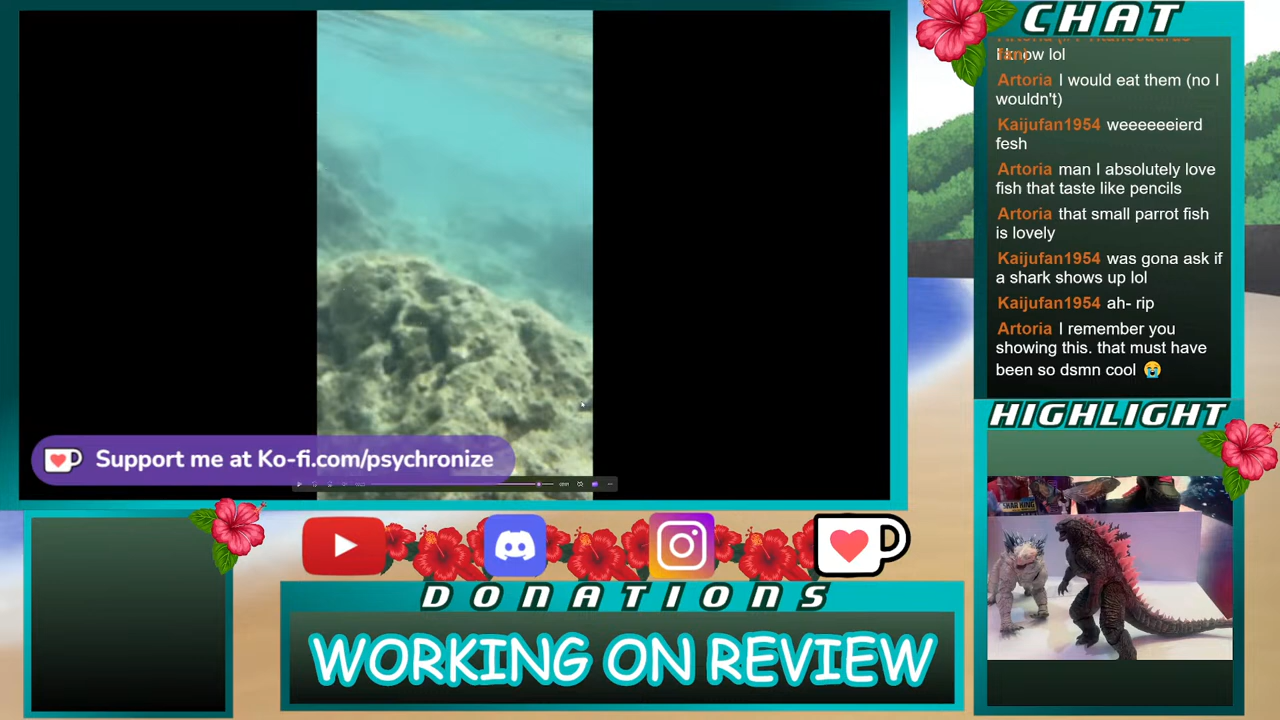 CHAT
I know lol
Artoria I would eat them (no I
wouldn't)
Kaijufan1954 weeeeeeierd
fesh
Artoria man I absolutely love
fish that taste like pencils
Artoria that small parrot fish
is lovely
Kaijufan1954 was gona ask if
a shark shows up lol
Kaijufan1954 ah- rip
Artoria I remember you
showing this. that must have
been so dsmn cool 😭
HIGHLIGHT
Support me at Ko-fi.com/psychronize
DONATIONS
WORKING ON REVIEW